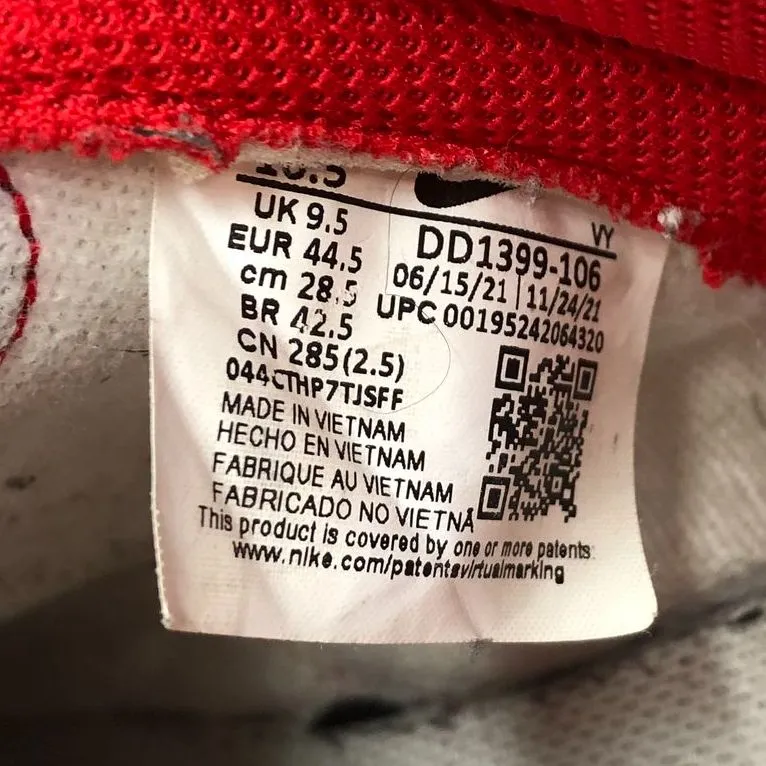 10.5
UK 9.5
EUR 44.5
cm 28.5
BR 42.5
CN 285(2.5)
044CTHP7TJSFF
VY
DD1399-106
06/15/21 | 11/24/21
UPC 00195242064320
MADE IN VIETNAM
HECHO EN VIETNAM
FABRIQUE AU VIETNAM
FABRICADO NO VIETNÃ
This product is covered by one or more patents:
www.nike.com/patentsvirtualmarking